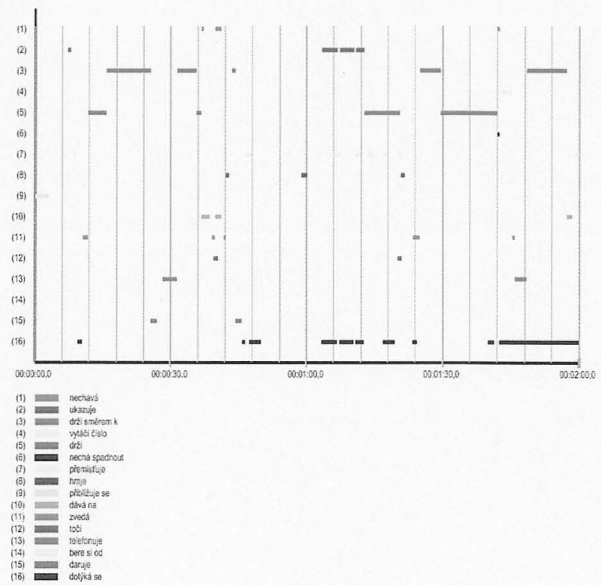 (1)
(2)
(3)
(4)
(5)
(6)
(7)
(8)
(9)
(10)
(11)
(12)
(13)
(14)
(15)
(16)
00:00:00,0 00:00:30,0 00:01:00,0 00:01:30,0 00:02:00,0
(1) nechává
(2) ukazuje
(3) drží směrem k
(4) vytáčí číslo
(5) drží
(6) nechá spadnout
(7) přemísťuje
(8) hraje
(9) přibližuje se
(10) dává na
(11) zvedá
(12) točí
(13) telefonuje
(14) bere si od
(15) daruje
(16) dotýká se